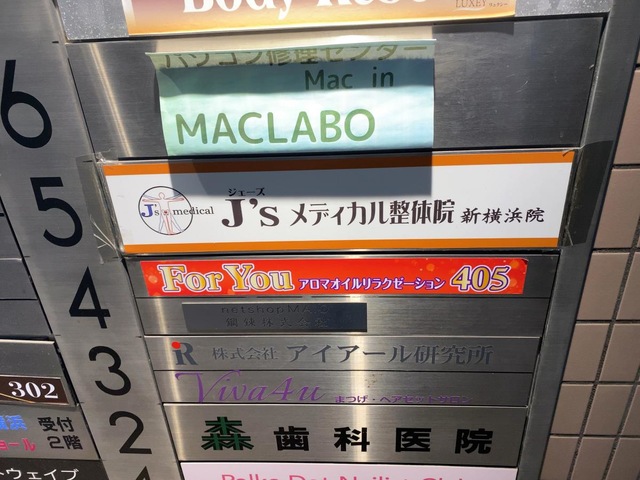 LUXEY
パソコン修理センター
Mac in
MACLABO
6
5
J's medical
ジェーズ
J's メディカル整体院 新横浜院
For You アロマオイルリラクゼーション 405
4
netshop
3
iR 株式会社 アイアール研究所
302
Viva4u まつげ・ヘアセットサロン
2
受付
2階
森 歯科医院